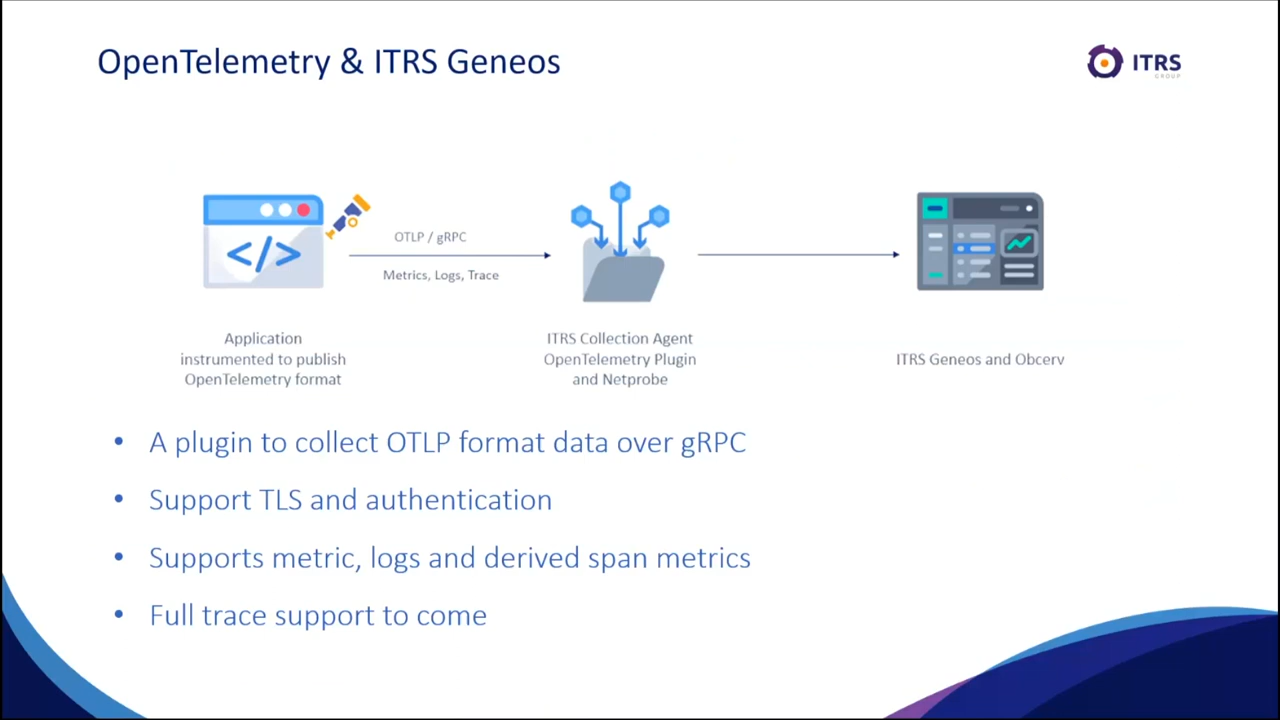 OpenTelemetry & ITRS Geneos
ITRS
GROUP
</>
OTLP / gRPC
Metrics, Logs, Trace
Application
instrumented to publish
OpenTelemetry format
ITRS Collection Agent
OpenTelemetry Plugin
and Netprobe
ITRS Geneos and Obcerv
• A plugin to collect OTLP format data over gRPC
• Support TLS and authentication
• Supports metric, logs and derived span metrics
• Full trace support to come